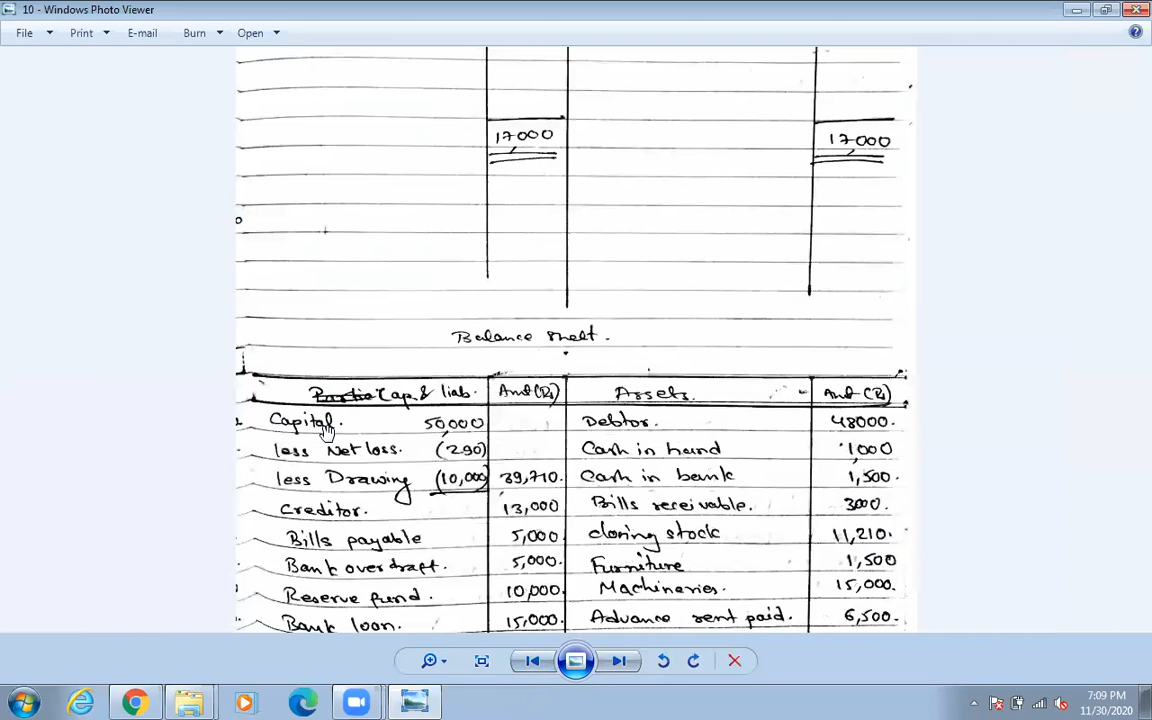 10 - Windows Photo Viewer
File Print E-mail Burn Open
17000 17000
Balance sheet.
Cap. & liab. Amt(Rs) Assets. Amt(Rs)
Capital. 50,000 Debtor. 48000.
less Net loss. (290) Cash in hand 1000
less Drawing (10,000) 39,710. Cash in bank 1,500.
Creditor. 13,000 Bills receivable. 3000.
Bills payable 5,000 closing stock 11,210.
Bank overdraft. 5,000. Furniture 1,500
Reserve fund. 10,000. Machineries. 15,000.
Bank loan. 15,000. Advance rent paid. 6,500.
7:09 PM
11/30/2020